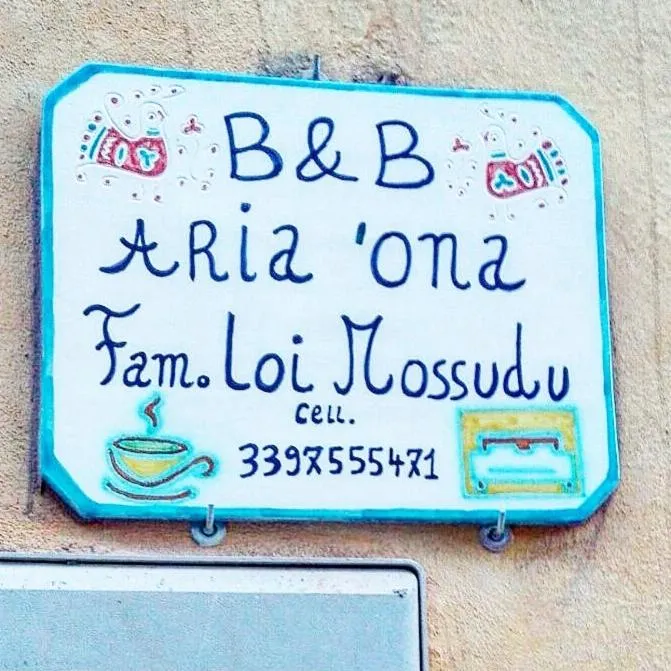 B & B
ARia 'ona
Fam. Loi Mossudu
cell.
3397555471